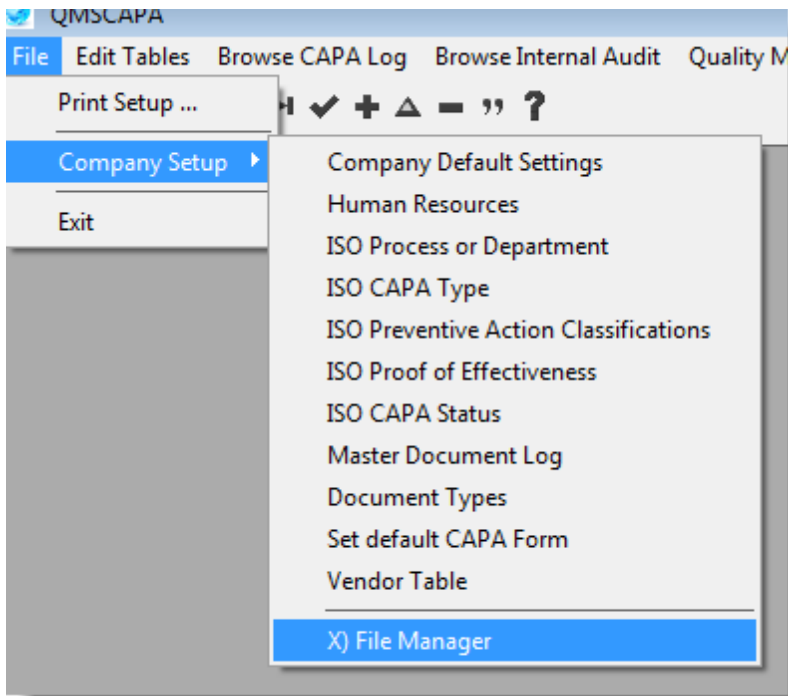 QMSCAPA
File Edit Tables Browse CAPA Log Browse Internal Audit Quality M
Print Setup ...
Company Setup
Exit
Company Default Settings
Human Resources
ISO Process or Department
ISO CAPA Type
ISO Preventive Action Classifications
ISO Proof of Effectiveness
ISO CAPA Status
Master Document Log
Document Types
Set default CAPA Form
Vendor Table
X) File Manager